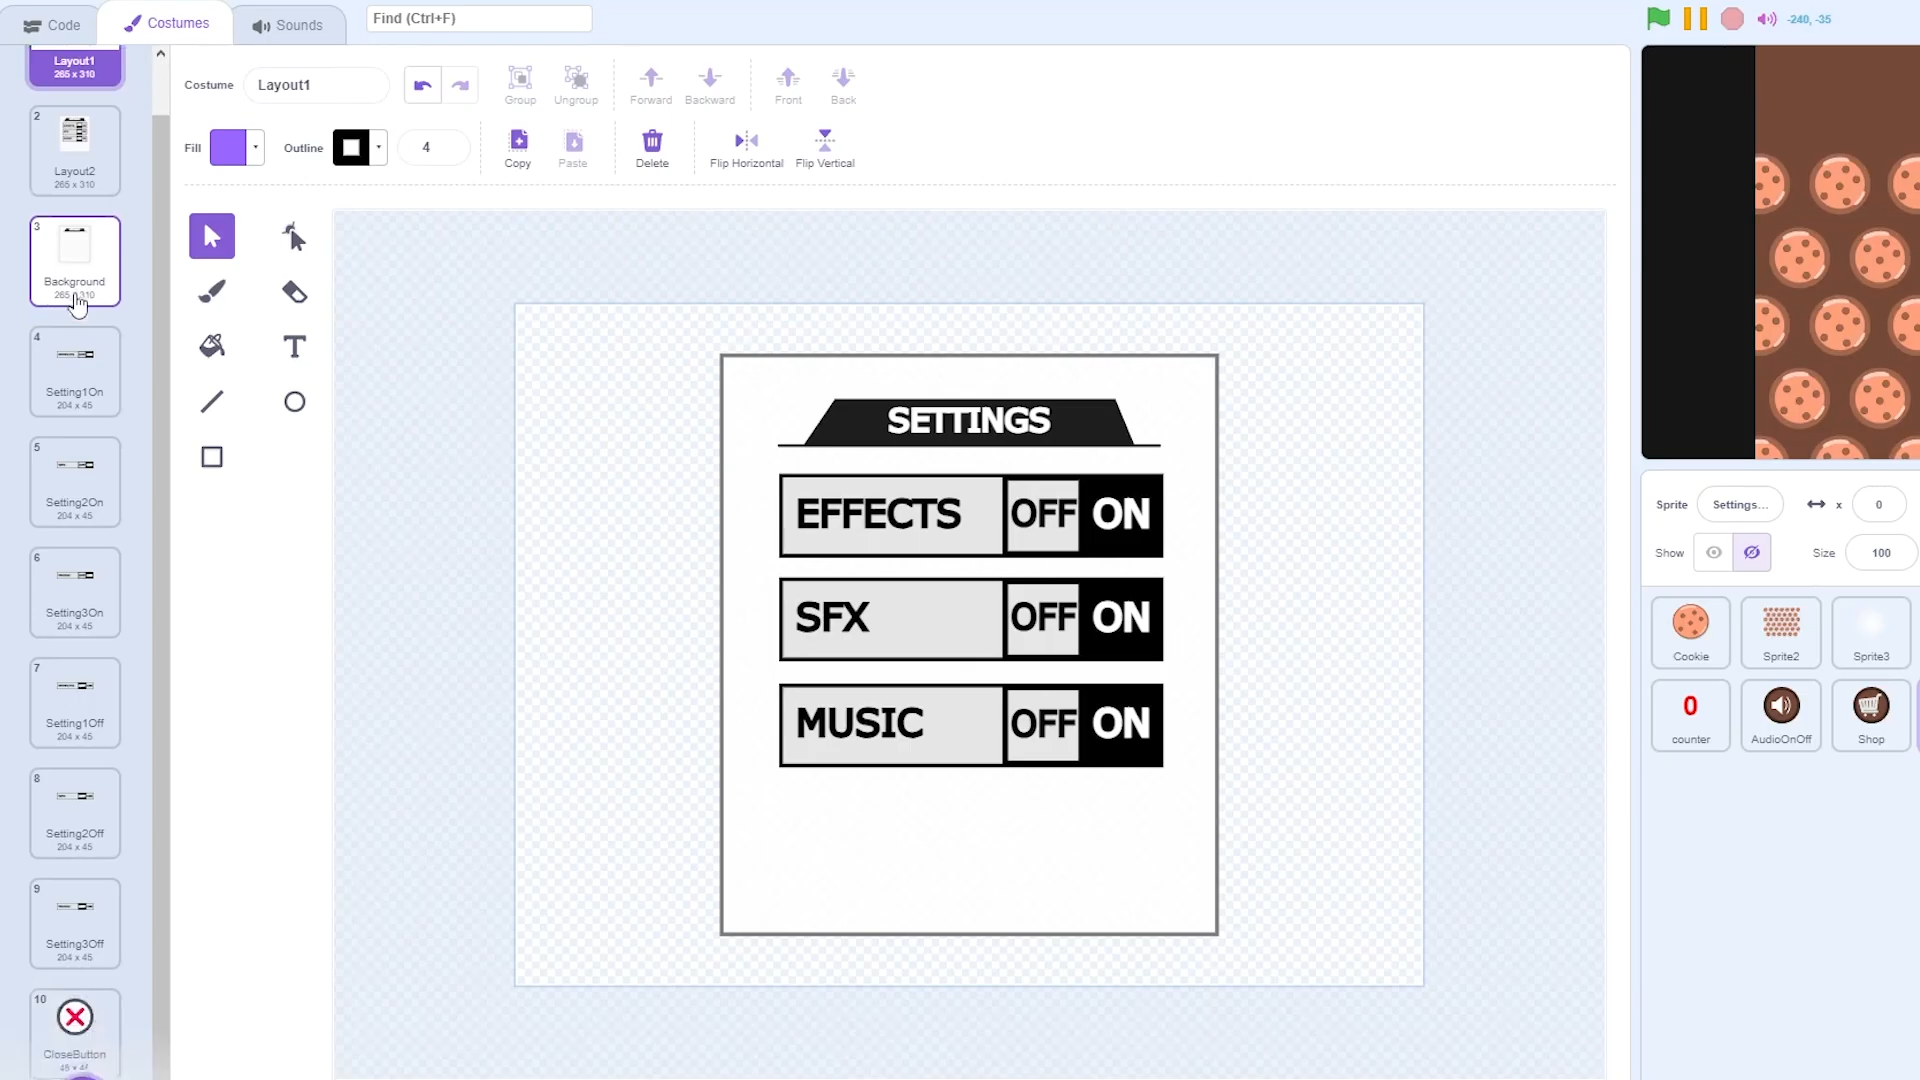 Code
Costumes
Sounds
Find (Ctrl+F)
-240, -35
Layout1
265 x 310
Costume
Layout1
Group
Ungroup
Forward
Backward
Front
Back
Fill
Outline
4
Copy
Paste
Delete
Flip Horizontal
Flip Vertical
2
Layout2
265 x 310
3
Background
4
Setting1On
204 x 45
5
Setting2On
204 x 45
6
Setting3On
204 x 45
7
Setting1Off
204 x 45
8
Setting2Off
204 x 45
9
Setting3Off
204 x 45
10
CloseButton
T
SETTINGS
EFFECTS OFF ON
SFX OFF ON
MUSIC OFF ON
Sprite
Settings...
x
0
Show
Size
100
Cookie
Sprite2
Sprite3
0
counter
AudioOnOff
Shop